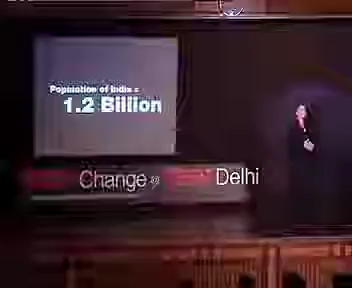 Population of India =
1.2 Billion
Change @ Delhi